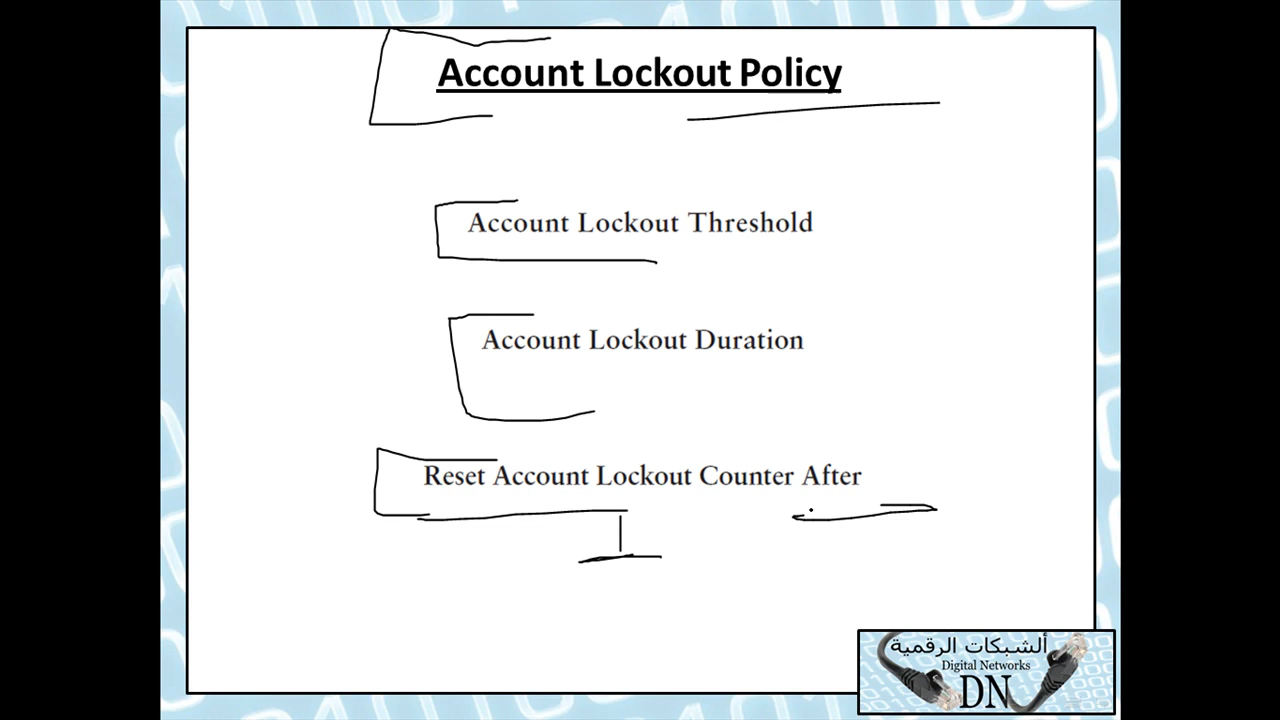 Account Lockout Policy
Account Lockout Threshold
Account Lockout Duration
Reset Account Lockout Counter After
ألشبكات الرقمية
Digital Networks
DN